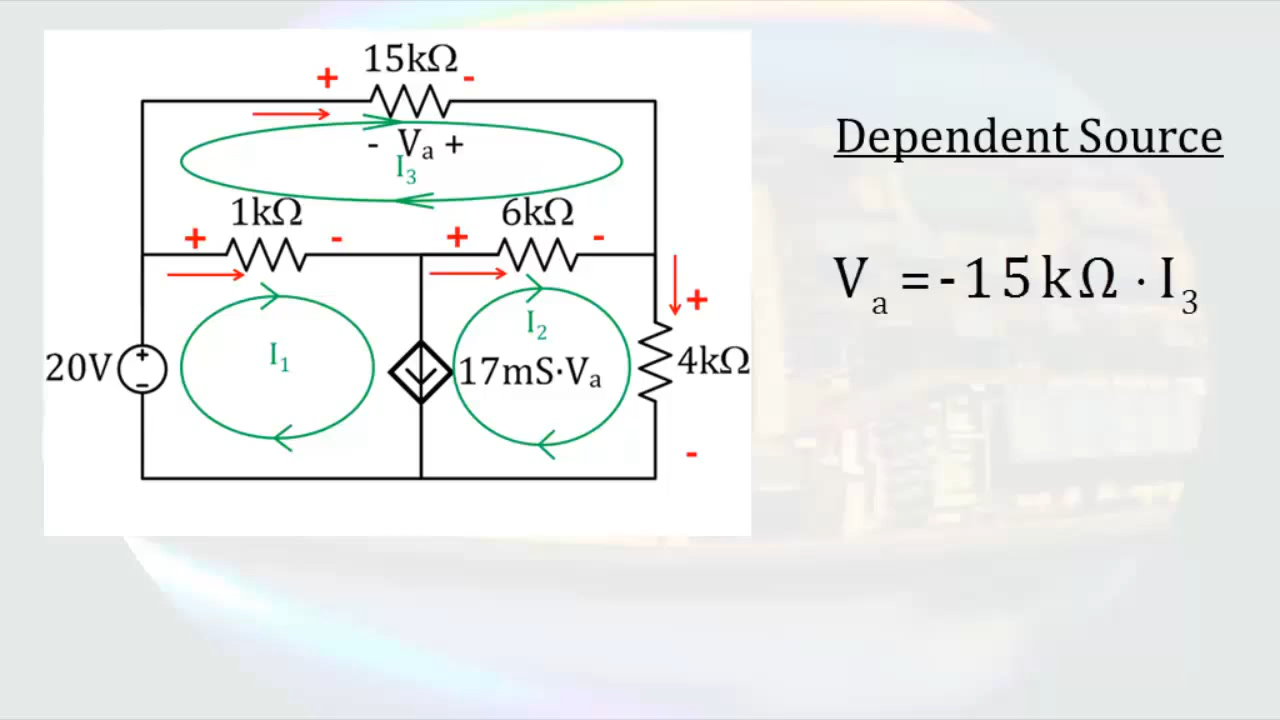 15kΩ
+ -
- Va +
I3
1kΩ
6kΩ
+ - + -
+
I1
I2
20V
+
-
17mS·Va
4kΩ
-
Dependent Source
Va =-15kΩ · I3